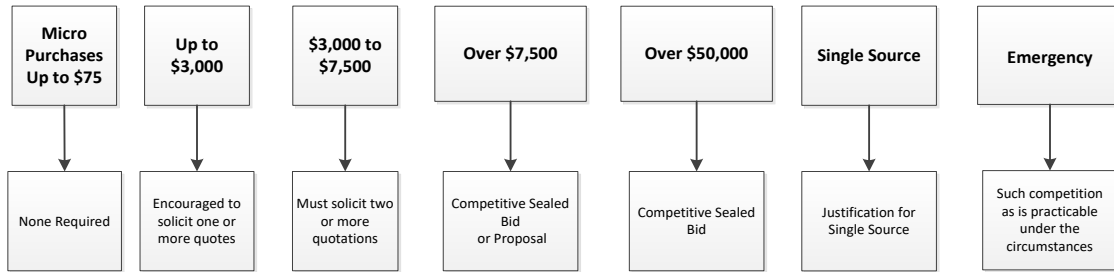 Micro
Purchases
Up to $75
Up to
$3,000
$3,000 to
$7,500
Over $7,500
Over $50,000
Single Source
Emergency
None Required
Encouraged to
solicit one or
more quotes
Must solicit two
or more
quotations
Competitive Sealed
Bid
or Proposal
Competitive Sealed
Bid
Justification for
Single Source
Such competition
as is practicable
under the
circumstances